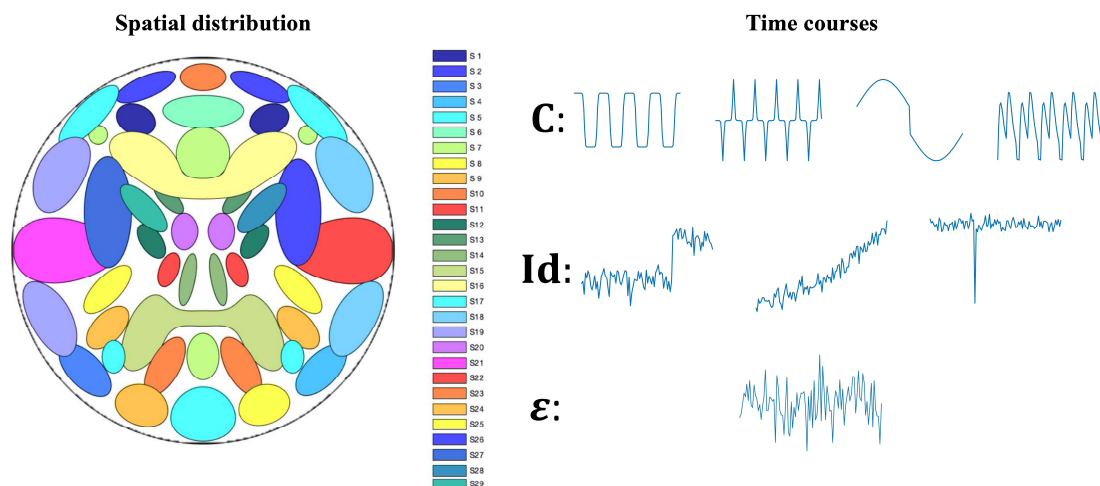 Spatial distribution
Time courses
S 1
S 2
S 3
S 4
S 5
S 6
S 7
S 8
S 9
S10
S11
S12
S13
S14
S15
S16
S17
S18
S19
S20
S21
S22
S23
S24
S25
S26
S27
S28
S29
C:
Id:
ε: